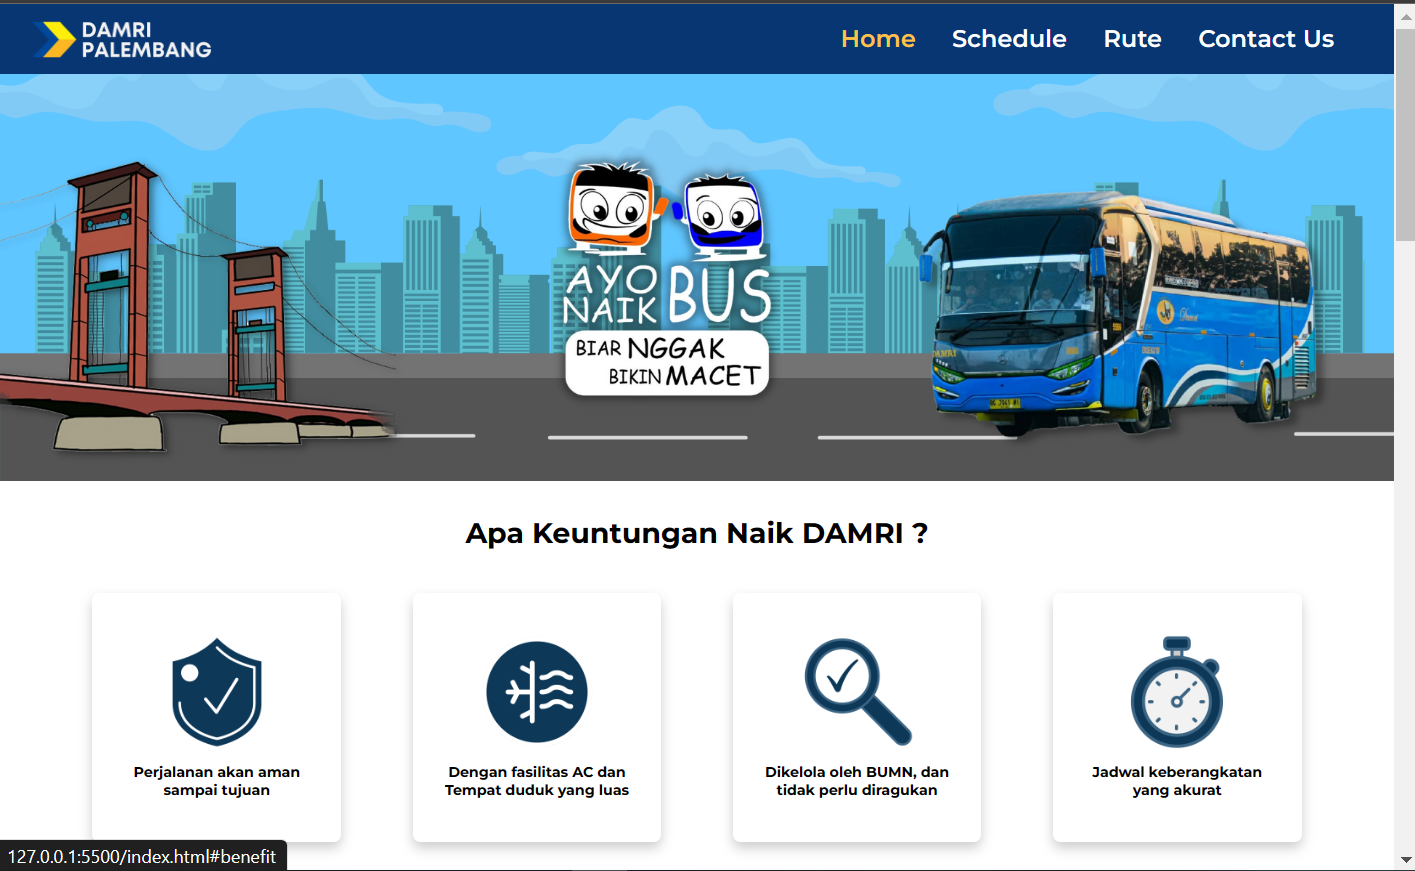 DAMRI
PALEMBANG
Home Schedule Rute Contact Us
AYO
NAIK BUS
BIAR NGGAK
BIKIN MACET
DAMRI
Apa Keuntungan Naik DAMRI ?
Perjalanan akan aman
sampai tujuan
Dengan fasilitas AC dan
Tempat duduk yang luas
Dikelola oleh BUMN, dan
tidak perlu diragukan
Jadwal keberangkatan
yang akurat
127.0.0.1:5500/index.html#benefit